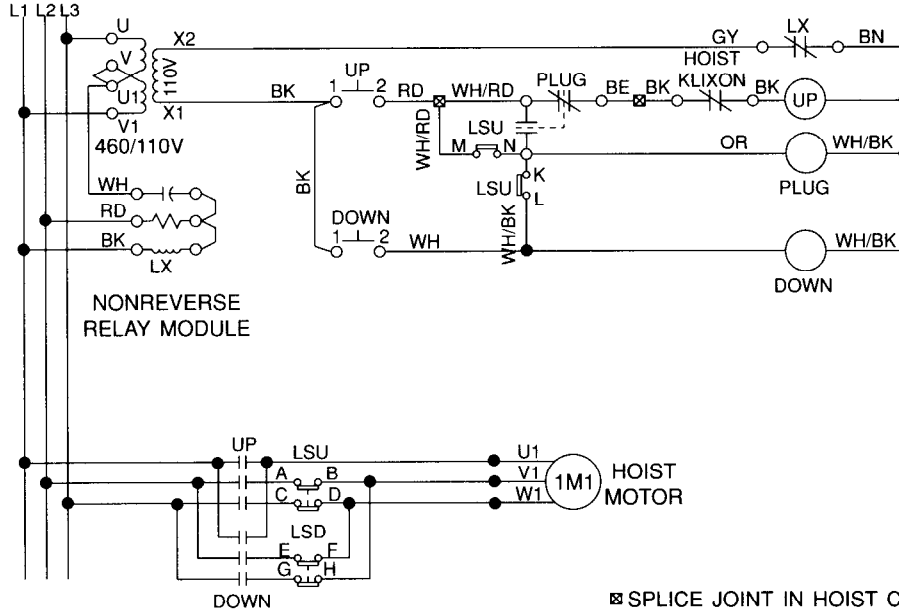 L1 L2 L3
U
X2
GY
LX
BN
HOIST
V
110V
U1
X1
BK
UP
1 2
RD
WH/RD
PLUG
BE
BK
KLIXON
BK
UP
V1
460/110V
WH/RD
LSU
M N
OR
WH/BK
PLUG
WH
BK
LSU
K
L
RD
DOWN
WH/BK
BK
1 2
WH
WH/BK
LX
DOWN
NONREVERSE
RELAY MODULE
UP
LSU
U1
A B
V1
1M1
HOIST
MOTOR
C D
W1
LSD
E F
G H
DOWN
SPLICE JOINT IN HOIST C